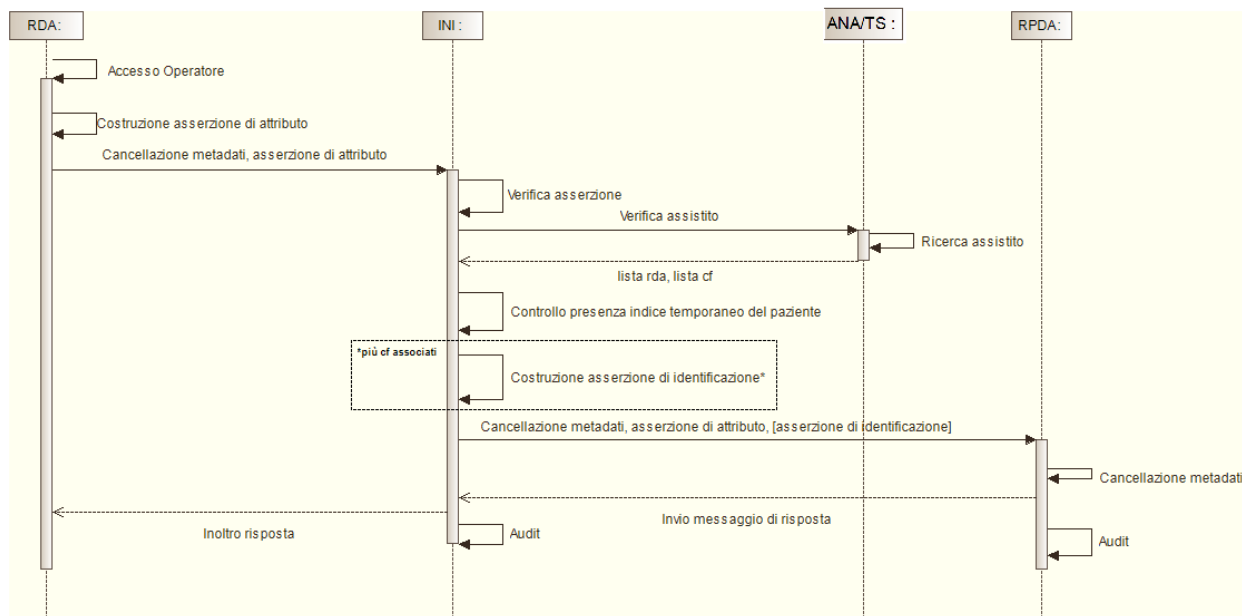 RDA:
INI :
ANA/TS :
RPDA:
Accesso Operatore
Costruzione asserzione di attributo
Cancellazione metadati, asserzione di attributo
Verifica asserzione
Verifica assistito
Ricerca assistito
lista rda, lista cf
Controllo presenza indice temporaneo del paziente
*più cf associati
Costruzione asserzione di identificazione*
Cancellazione metadati, asserzione di attributo, [asserzione di identificazione]
Cancellazione metadati
Invio messaggio di risposta
Inoltro risposta
Audit
Audit